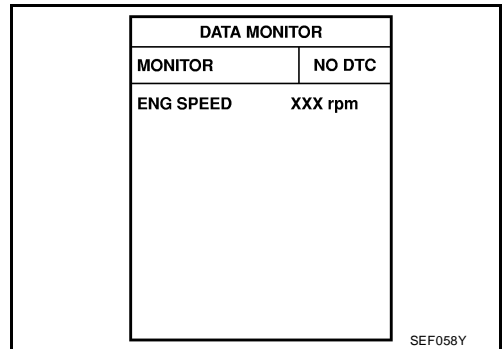 DATA MONITOR
MONITOR NO DTC
ENG SPEED XXX rpm
SEF058Y